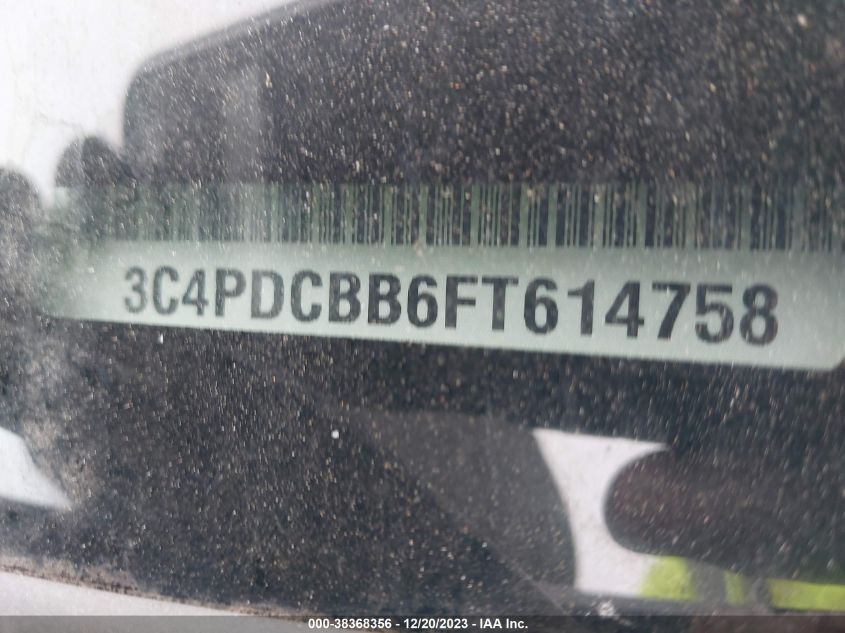 3C4PDCBB6FT614758
000-38368356 - 12/20/2023 - IAA Inc.